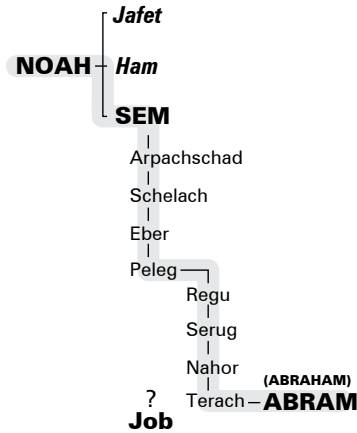 Jafet
NOAH Ham
SEM
Arpachschad
Schelach
Eber
Peleg
Regu
Serug
Nahor
(ABRAHAM)
? Terach ABRAM
Job